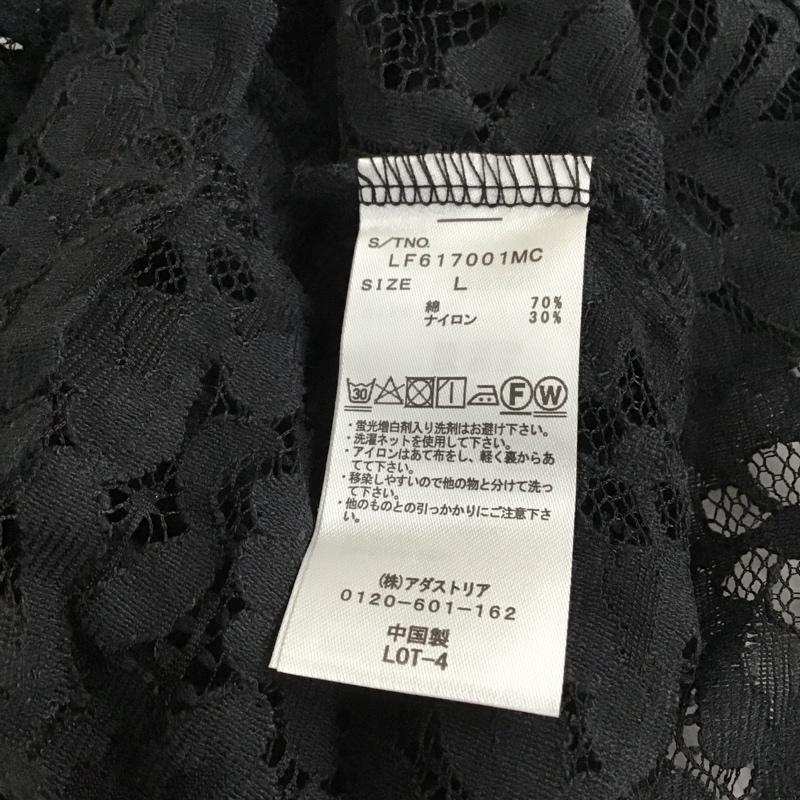 S/TNO.
LF617001MC
SIZE L
綿 70%
ナイロン 30%
30 F W
・蛍光増白剤入り洗剤はお避け下さい。
・洗濯ネットを使用して下さい。
・アイロンはあて布をし、軽く裏からあ
てて下さい。
・移染しやすいので他の物と分けて洗っ
て下さい。
・他のものとの引っかかりにご注意下さ
い。
(株)アダストリア
0120-601-162
中国製
LOT-4